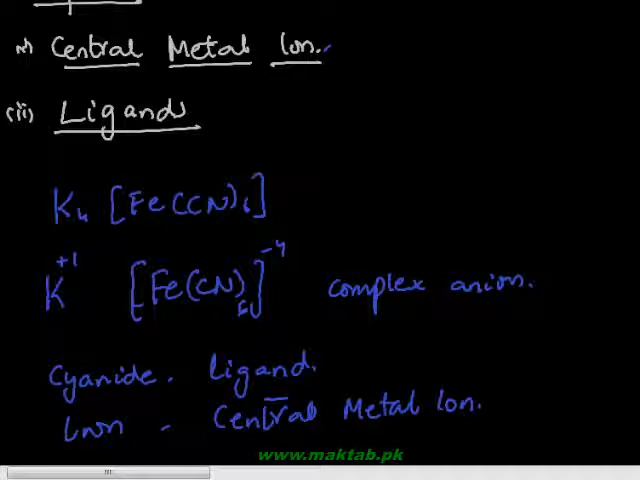 Central Metal Ion.
(ii) Ligands
K4 [Fe(CN)6]
K+1 [Fe(CN)6]-4 complex anion.
Cyanide. Ligand.
Iron - Central Metal Ion.
www.maktab.pk